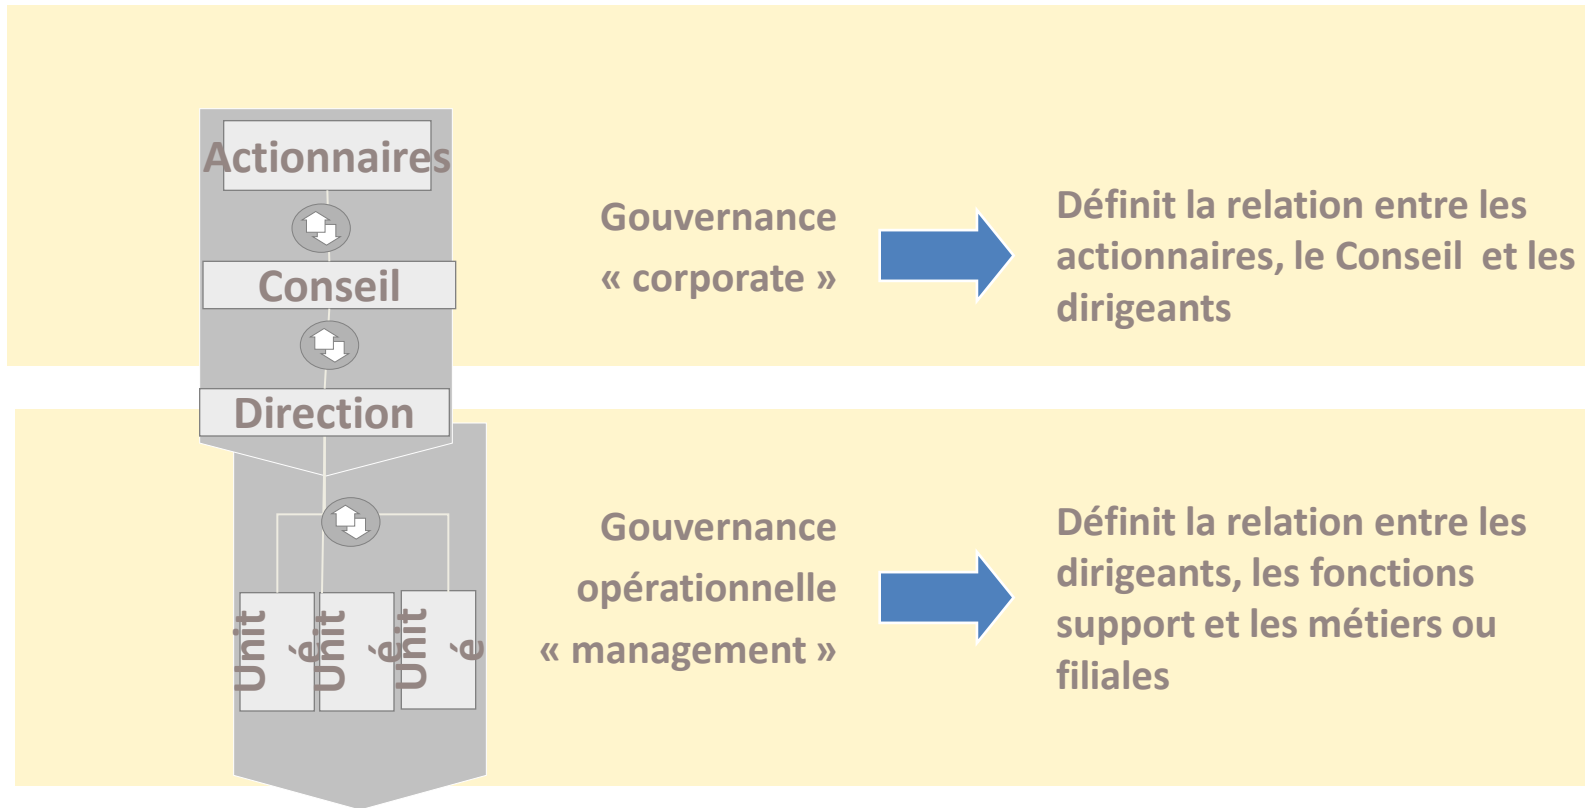 Actionnaires
Conseil
Direction
Gouvernance
« corporate »
Définit la relation entre les
actionnaires, le Conseil  et les
dirigeants
Gouvernance
opérationnelle
« management »
Définit la relation entre les
dirigeants, les fonctions
support et les métiers ou
filiales
Unit
é
Unit
é
Unit
é